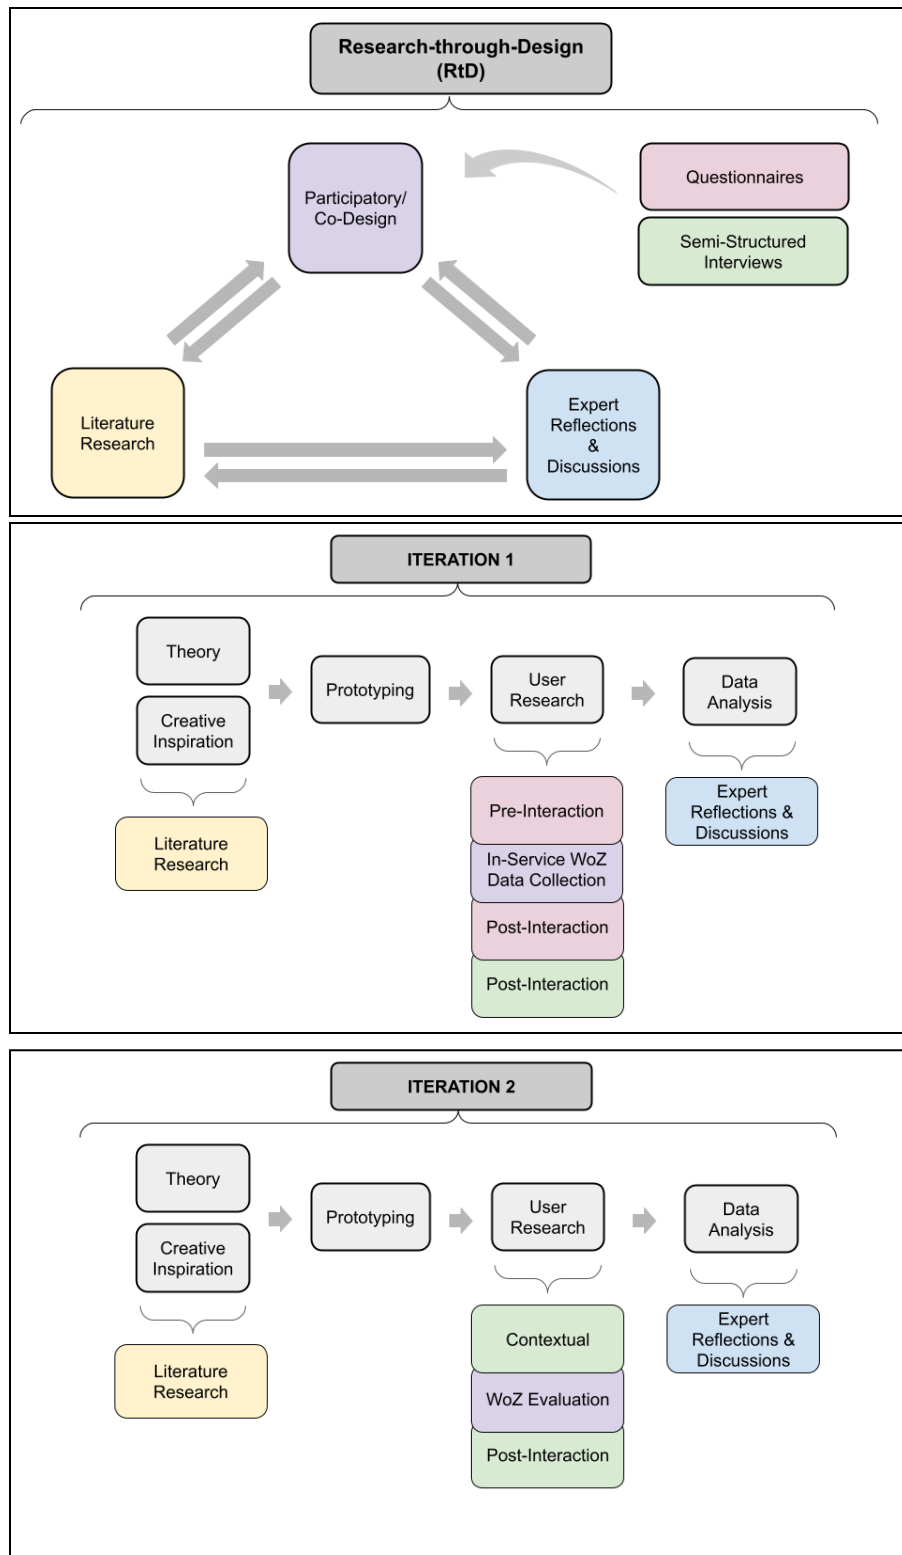 Research-through-Design
(RtD)
Participatory/
Co-Design
Questionnaires
Semi-Structured
Interviews
Literature
Research
Expert
Reflections
&
Discussions
ITERATION 1
Theory
Creative
Inspiration
Literature
Research
Prototyping
User
Research
Pre-Interaction
In-Service WoZ
Data Collection
Post-Interaction
Post-Interaction
Data
Analysis
Expert
Reflections &
Discussions
ITERATION 2
Theory
Creative
Inspiration
Literature
Research
Prototyping
User
Research
Contextual
WoZ Evaluation
Post-Interaction
Data
Analysis
Expert
Reflections &
Discussions